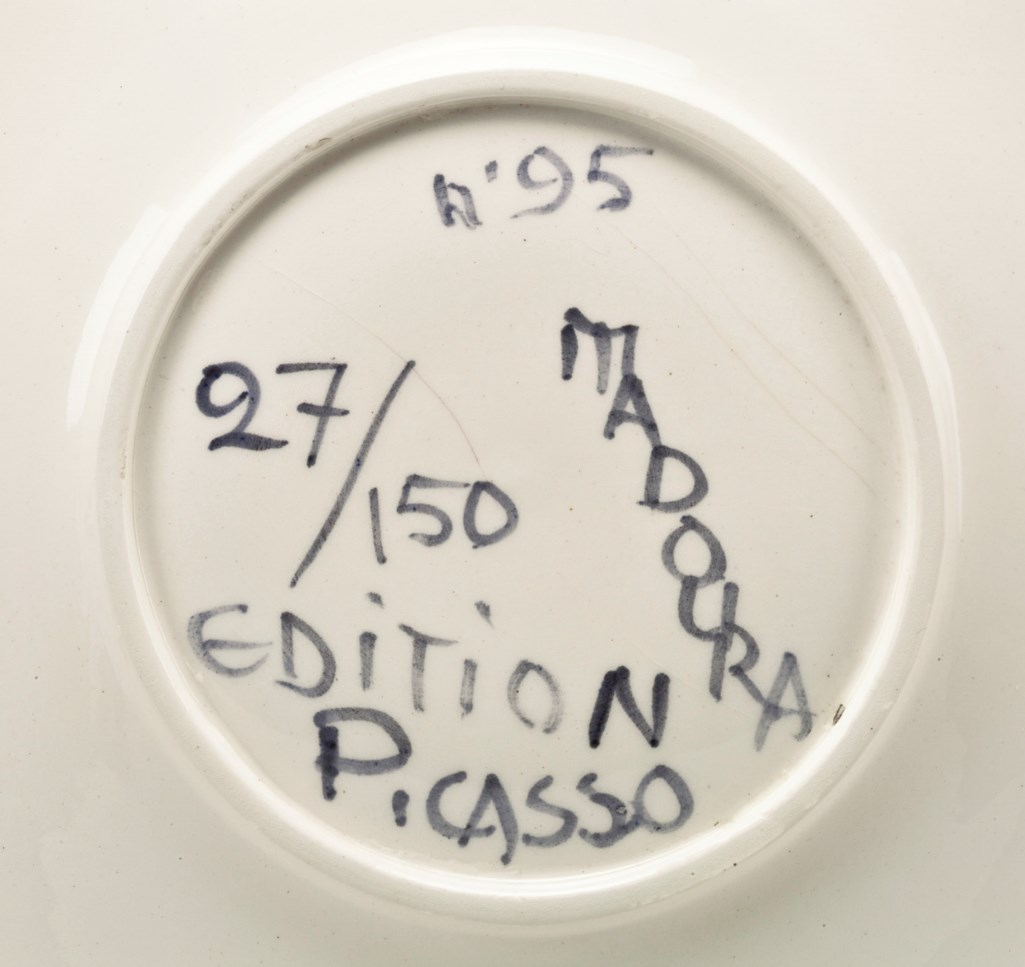 n° 95
27/150
MADOURA
EDITION
PICASSO